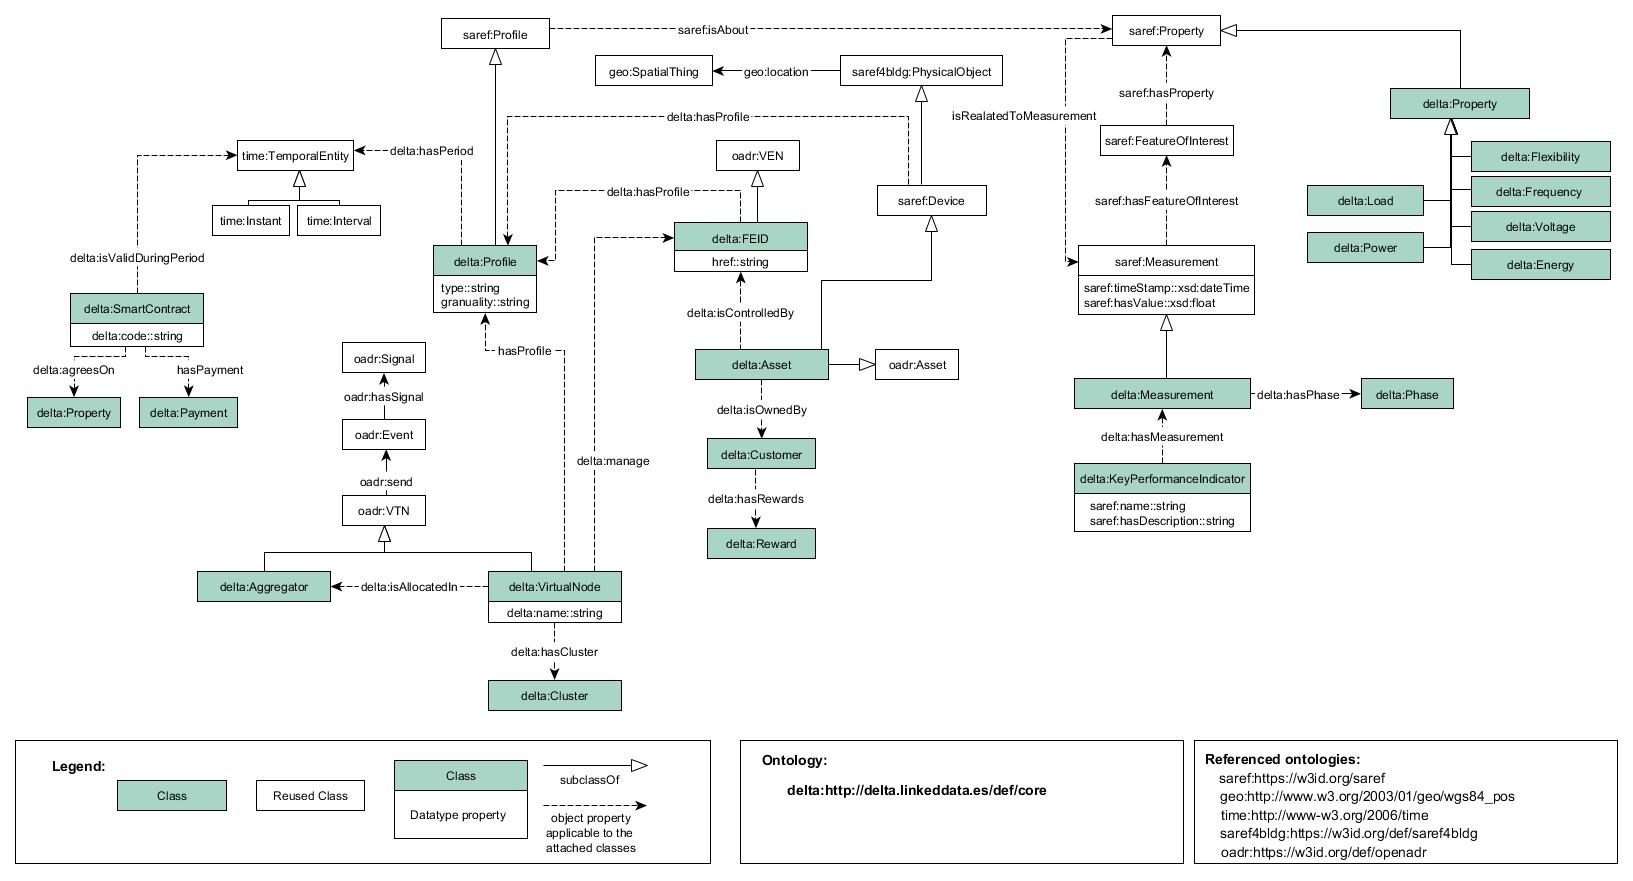 saref:Profile
saref:isAbout
saref:Property
geo:SpatialThing
geo:location
saref4bldg:PhysicalObject
saref:hasProperty
delta:Property
isRealatedToMeasurement
delta:hasProfile
time:TemporalEntity
delta:hasPeriod
oadr:VEN
saref:FeatureOfInterest
delta:Flexibility
delta:hasProfile
saref:Device
delta:Frequency
delta:Load
saref:hasFeatureOfInterest
time:Instant
time:Interval
delta:Voltage
delta:FEID
href::string
delta:Power
delta:isValidDuringPeriod
delta:Profile
type::string
granuality::string
saref:Measurement
saref:timeStamp::xsd:dateTime
saref:hasValue::xsd:float
delta:Energy
delta:SmartContract
delta:code::string
delta:isControlledBy
hasProfile
delta:agreesOn
hasPayment
oadr:Signal
delta:Asset
oadr:Asset
delta:Property
delta:Payment
oadr:hasSignal
delta:isOwnedBy
delta:Measurement
delta:hasPhase
delta:Phase
oadr:Event
delta:hasMeasurement
delta:manage
delta:Customer
oadr:send
delta:KeyPerformanceIndicator
saref:name::string
saref:hasDescription::string
delta:hasRewards
oadr:VTN
delta:Reward
delta:Aggregator
delta:isAllocatedIn
delta:VirtualNode
delta:name::string
delta:hasCluster
delta:Cluster
Legend:
Class
Reused Class
Class
Datatype property
subclassOf
object property
applicable to the
attached classes
Ontology:
delta:http://delta.linkeddata.es/def/core
Referenced ontologies:
saref:https://w3id.org/saref
geo:http://www.w3.org/2003/01/geo/wgs84_pos
time:http://www-w3.org/2006/time
saref4bldg:https://w3id.org/def/saref4bldg
oadr:https://w3id.org/def/openadr